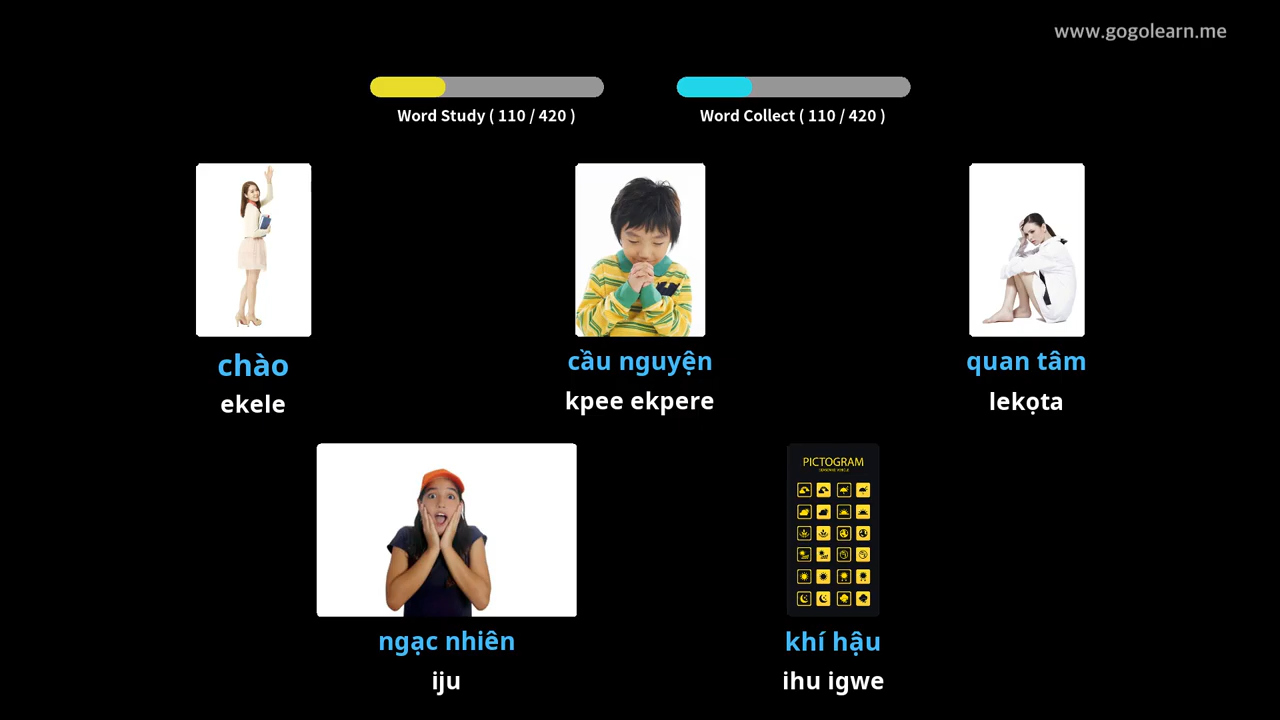 www.gogolearn.me
Word Study ( 110 / 420 )
Word Collect ( 110 / 420 )
chào
ekele
cầu nguyện
kpee ekpere
quan tâm
lekọta
PICTOGRAM
ngạc nhiên
iju
khí hậu
ihu igwe